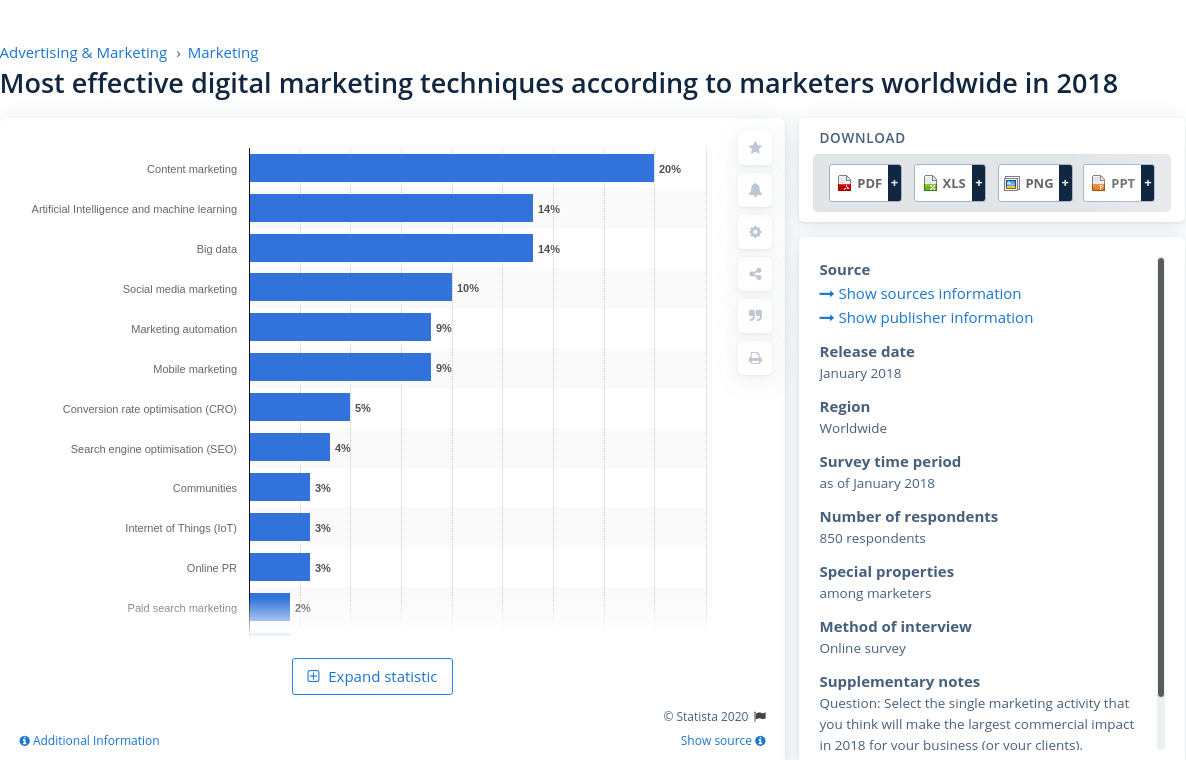 Advertising & Marketing › Marketing
Most effective digital marketing techniques according to marketers worldwide in 2018
Content marketing 20%
Artificial Intelligence and machine learning 14%
Big data 14%
Social media marketing 10%
Marketing automation 9%
Mobile marketing 9%
Conversion rate optimisation (CRO) 5%
Search engine optimisation (SEO) 4%
Communities 3%
Internet of Things (IoT) 3%
Online PR 3%
Paid search marketing 2%
Expand statistic
© Statista 2020
Additional Information
Show source
DOWNLOAD
PDF + XLS + PNG + PPT +
Source
Show sources information
Show publisher information
Release date
January 2018
Region
Worldwide
Survey time period
as of January 2018
Number of respondents
850 respondents
Special properties
among marketers
Method of interview
Online survey
Supplementary notes
Question: Select the single marketing activity that
you think will make the largest commercial impact
in 2018 for your business (or your clients).